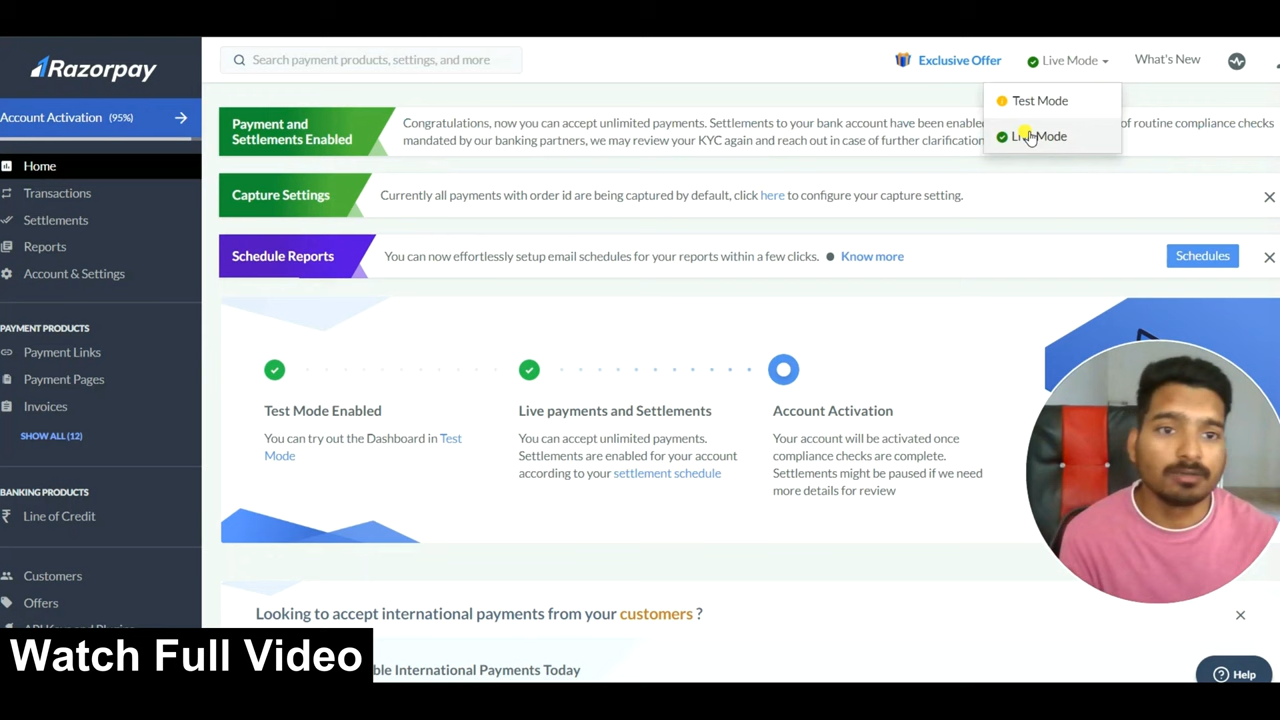 Razorpay
Search payment products, settings, and more
Exclusive Offer
Live Mode
What's New
Test Mode
Live Mode
Account Activation (95%)
Home
Transactions
Settlements
Reports
Account & Settings
PAYMENT PRODUCTS
Payment Links
Payment Pages
Invoices
SHOW ALL (12)
BANKING PRODUCTS
Line of Credit
Customers
Offers
Payment and
Settlements Enabled
Congratulations, now you can accept unlimited payments. Settlements to your bank account have been enabled of routine compliance checks
mandated by our banking partners, we may review your KYC again and reach out in case of further clarification
Capture Settings
Currently all payments with order id are being captured by default, click here to configure your capture setting.
Schedule Reports
You can now effortlessly setup email schedules for your reports within a few clicks. Know more
Schedules
Test Mode Enabled
You can try out the Dashboard in Test
Mode
Live payments and Settlements
You can accept unlimited payments.
Settlements are enabled for your account
according to your settlement schedule
Account Activation
Your account will be activated once
compliance checks are complete.
Settlements might be paused if we need
more details for review
Looking to accept international payments from your customers ?
International Payments Today
Help
Watch Full Video